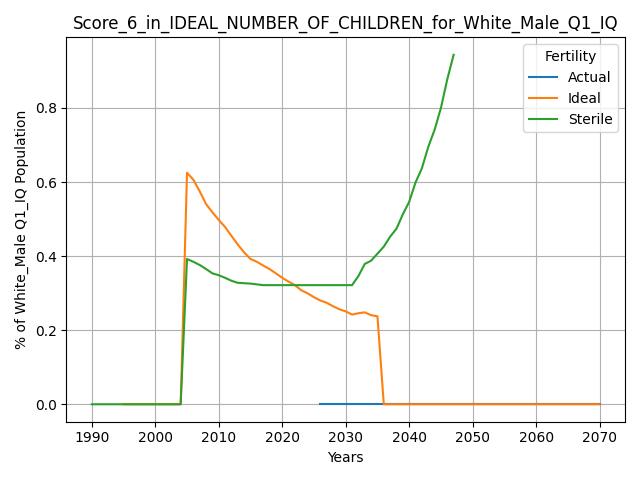 Score_6_in_IDEAL_NUMBER_OF_CHILDREN_for_White_Male_Q1_IQ
Fertility
Actual
Ideal
Sterile
% of White_Male Q1_IQ Population
0.8
0.6
0.4
0.2
0.0
1990 2000 2010 2020 2030 2040 2050 2060 2070
Years